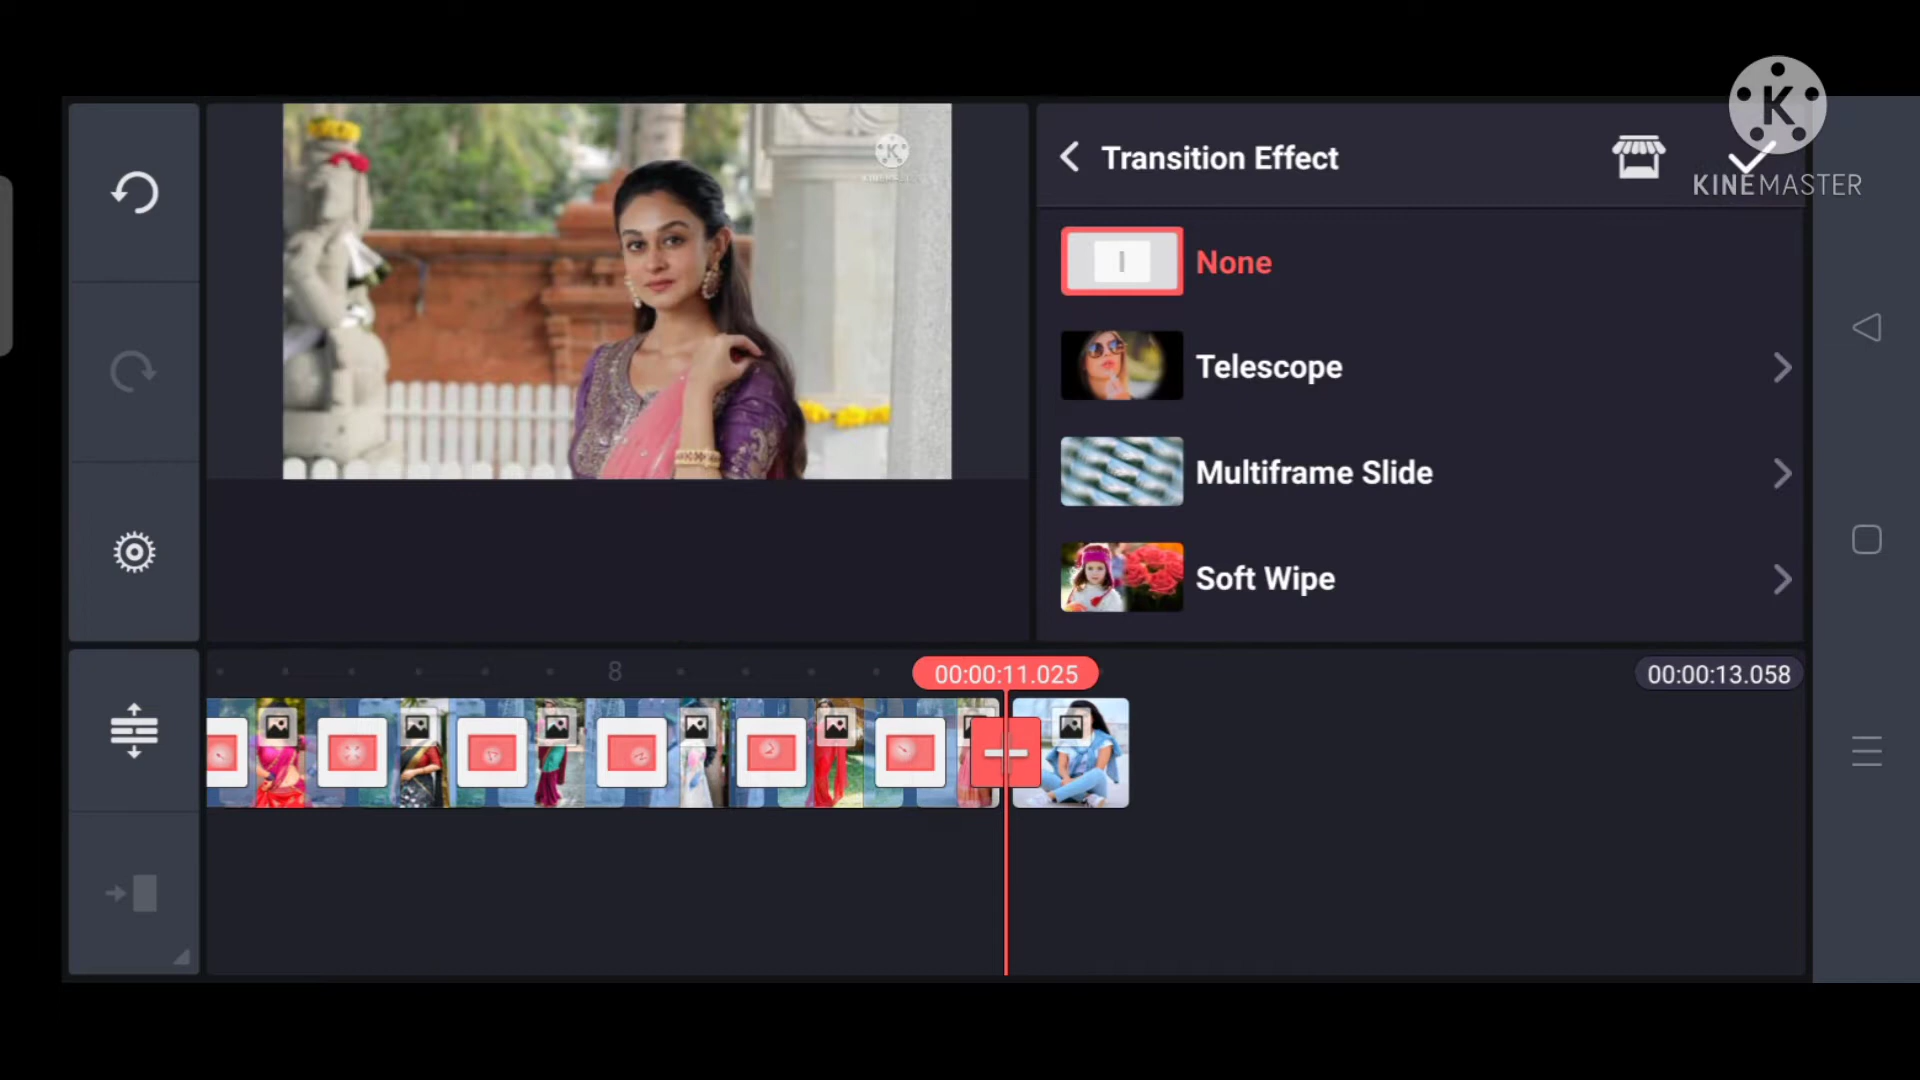 KINEMASTER
Transition Effect
None
Telescope
Multiframe Slide
Soft Wipe
8
00:00:11.025
00:00:13.058
K
K